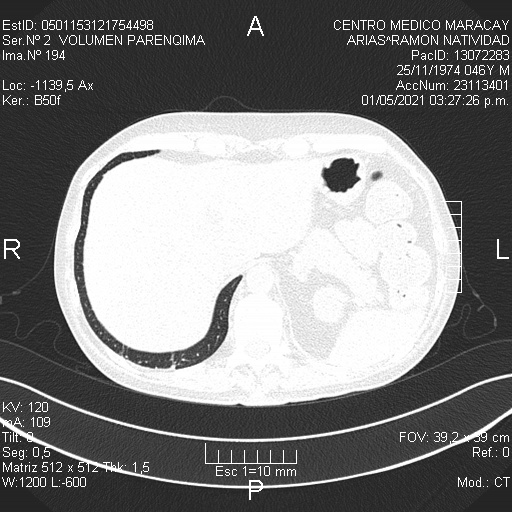 EstID: 0501153121754498
Ser.Nº 2 VOLUMEN PARENQIMA
Ima.Nº 194
Loc: -1139,5 Ax
Ker.: B50f
A
CENTRO MEDICO MARACAY
ARIAS^RAMON NATIVIDAD
PacID: 13072283
25/11/1974 046Y M
AccNum: 23113401
01/05/2021 03:27:26 p.m.
R
L
KV: 120
mA: 109
Tilt: 0
Seg: 0,5
Matriz 512 x 512 Thk: 1,5
W:1200 L:-600
Esc 1=10 mm
P
FOV: 39,2 x 39 cm
Ref.: 0
Mod.: CT